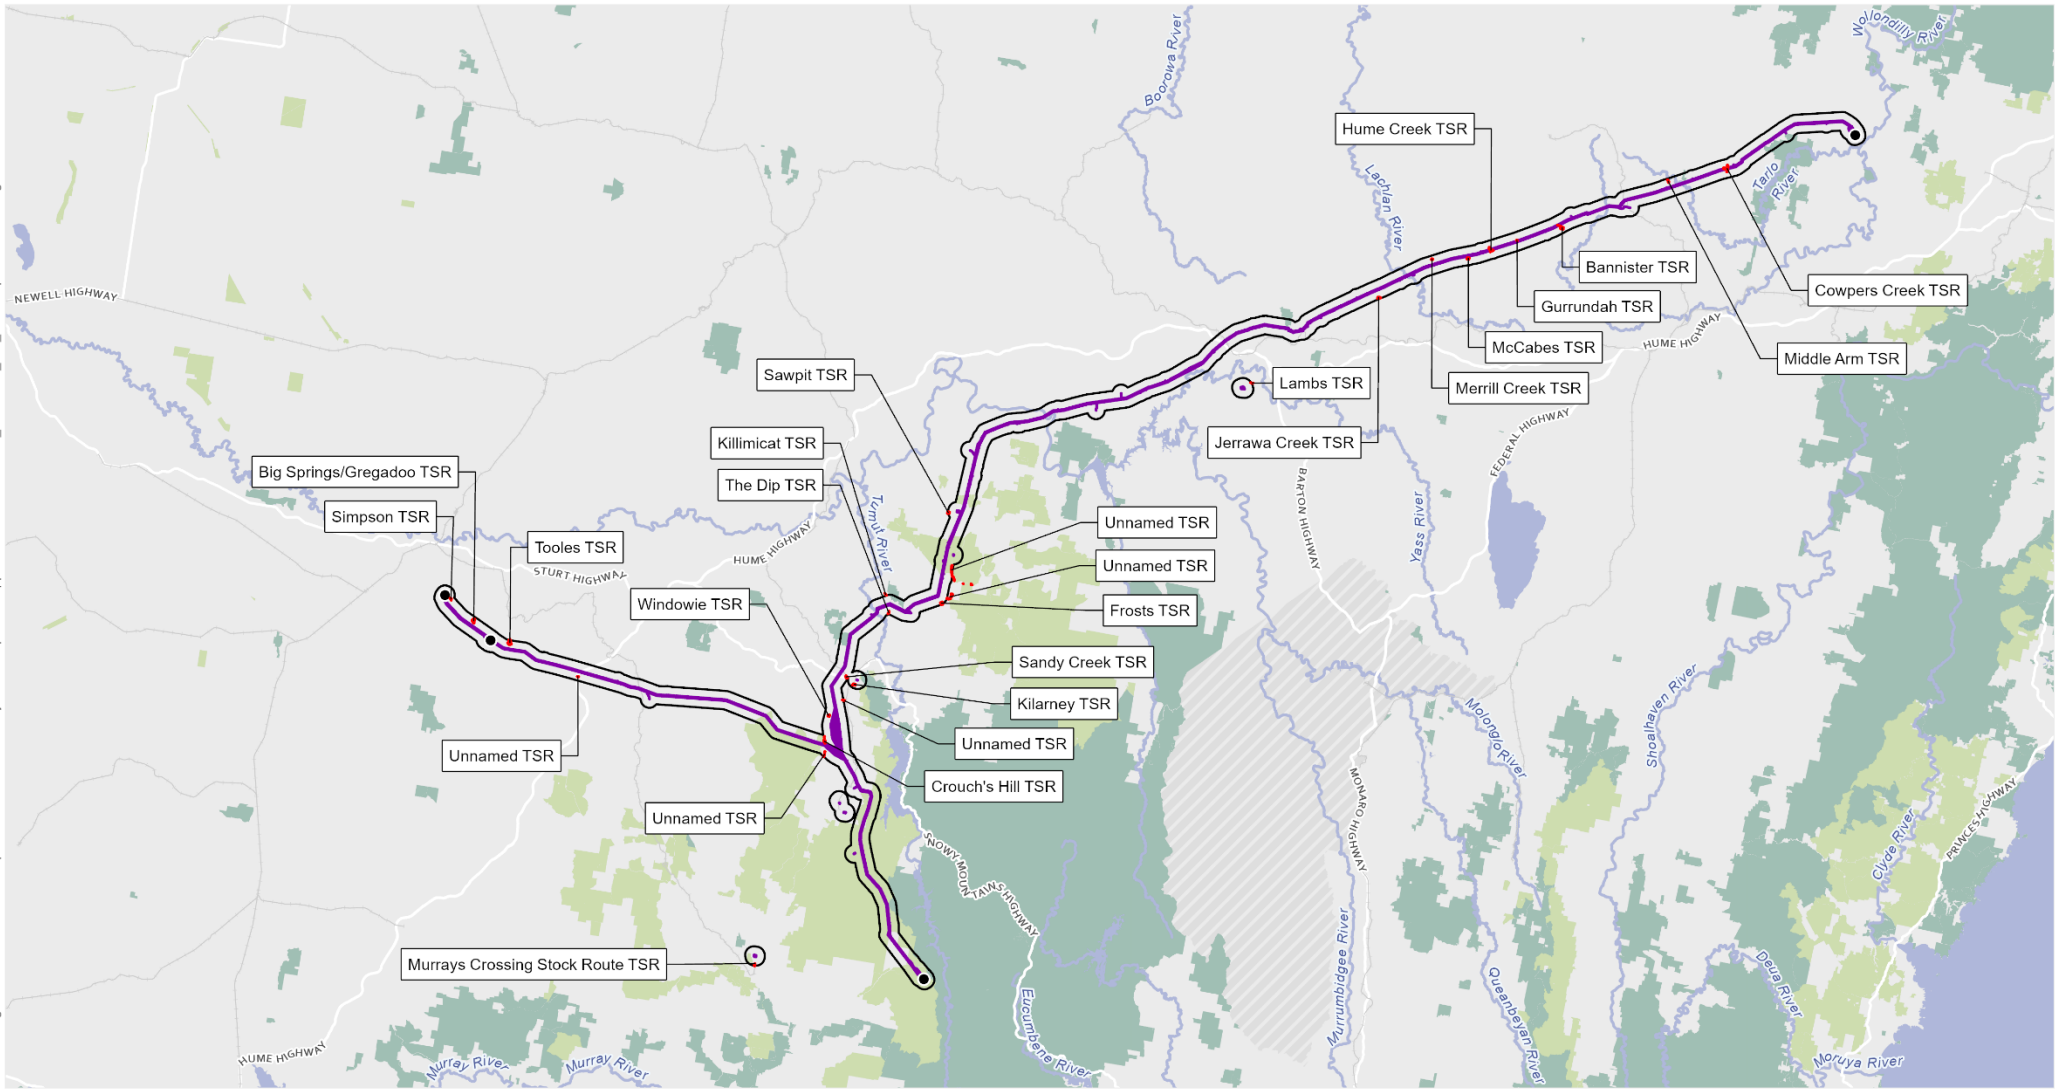 Wollondilly River
Boorowa River
Hume Creek TSR
Lachlan River
Tarlo
River
Bannister TSR
Cowpers Creek TSR
NEWELL HIGHWAY
Gurrundah TSR
HUME HIGHWAY
McCabes TSR
Middle Arm TSR
Sawpit TSR
Lambs TSR
Merrill Creek TSR
FEDERAL HIGHWAY
Killimicat TSR
Jerrawa Creek TSR
Big Springs/Gregadoo TSR
The Dip TSR
BARTON HIGHWAY
Simpson TSR
Tumut River
Yass River
Unnamed TSR
Tooles TSR
HUME HIGHWAY
STURT HIGHWAY
Unnamed TSR
Windowie TSR
Frosts TSR
Sandy Creek TSR
Kilarney TSR
Molonglo River
Shoalhaven River
Unnamed TSR
Unnamed TSR
Crouch's Hill TSR
MONARO HIGHWAY
Unnamed TSR
PRINCES HIGHWAY
Clyde River
SNOWY MOUNTAINS HIGHWAY
Murrays Crossing Stock Route TSR
Murrumbidgee River
Queanbeyan River
Deua River
Eucumbene River
HUME HIGHWAY
Murray River
Murray River
Moruya River